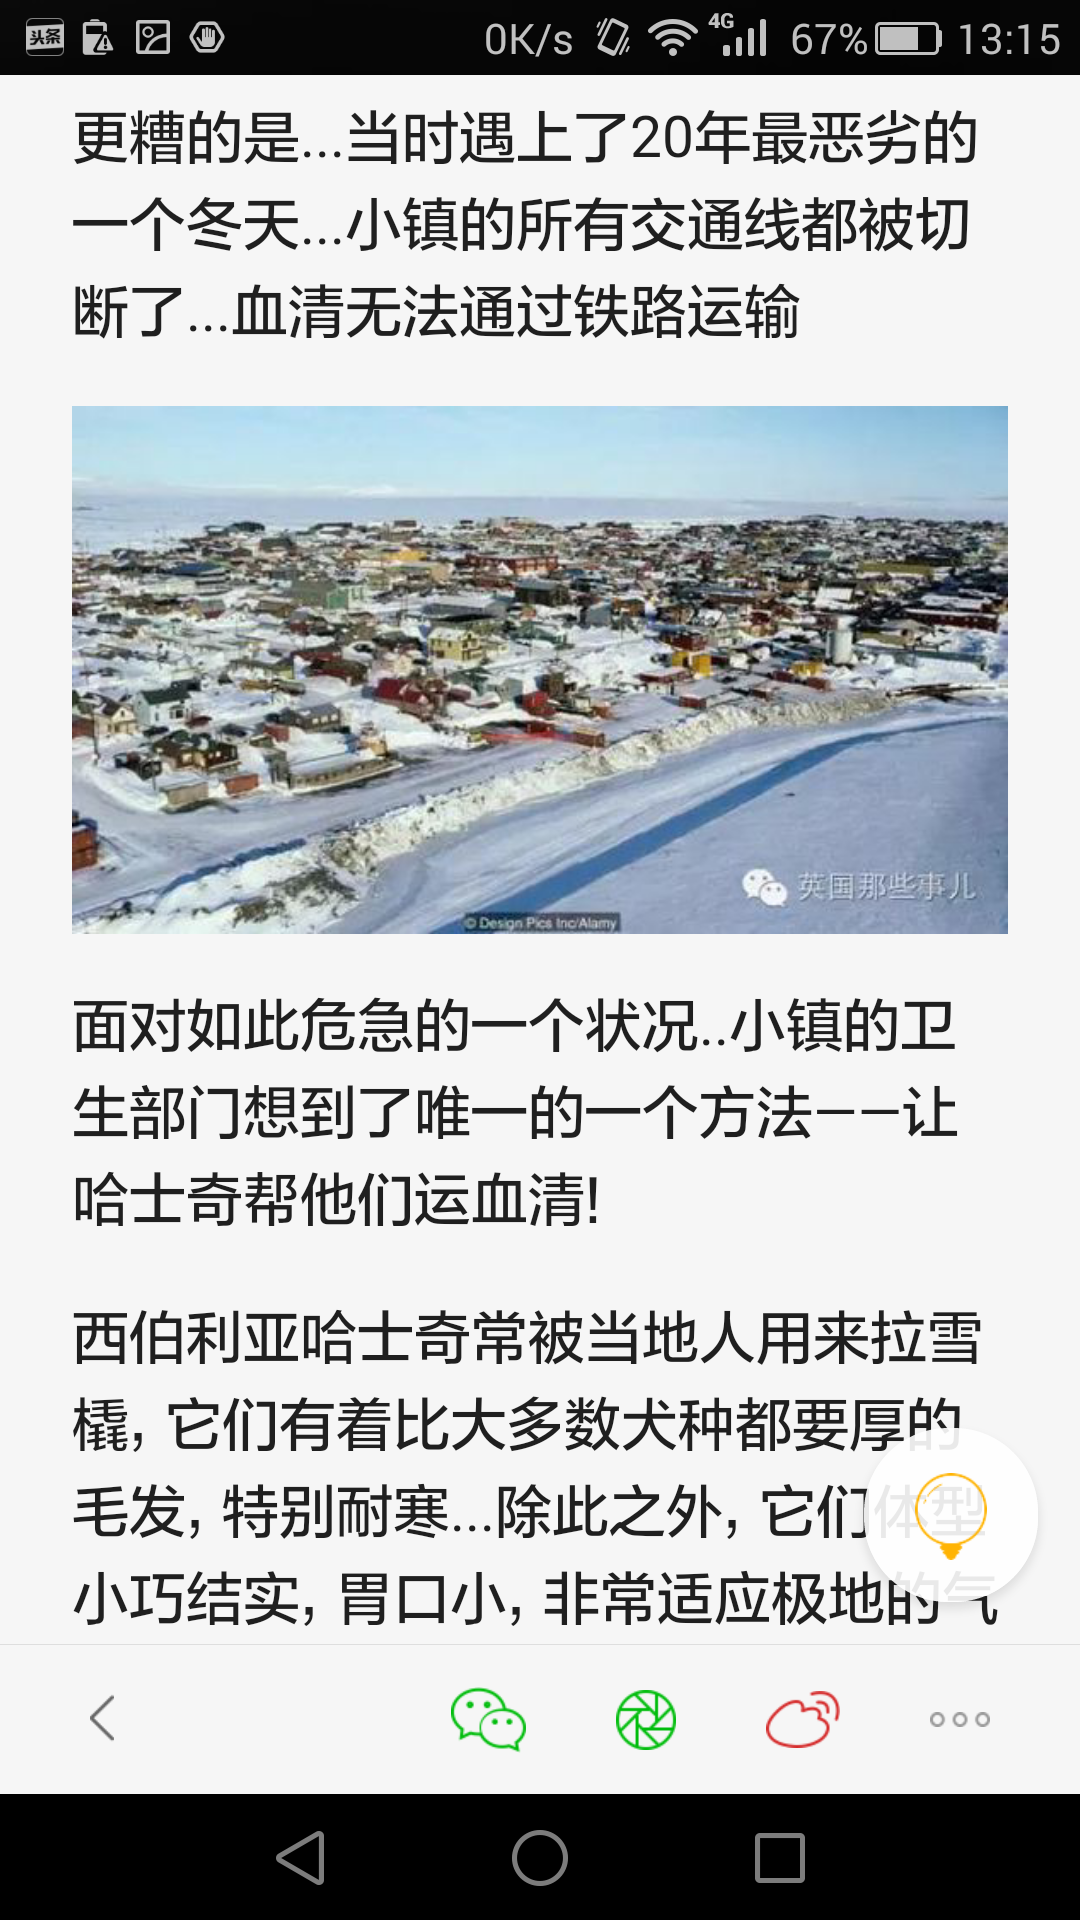 头条
0K/s
4G
67%
13:15
更糟的是...当时遇上了20年最恶劣的
一个冬天...小镇的所有交通线都被切
断了...血清无法通过铁路运输
英国那些事儿
© Design Pics Inc/Alamy
面对如此危急的一个状况..小镇的卫
生部门想到了唯一的一个方法——让
哈士奇帮他们运血清!
西伯利亚哈士奇常被当地人用来拉雪
橇, 它们有着比大多数犬种都要厚的
毛发, 特别耐寒...除此之外, 它们体型
小巧结实, 胃口小, 非常适应极地的气